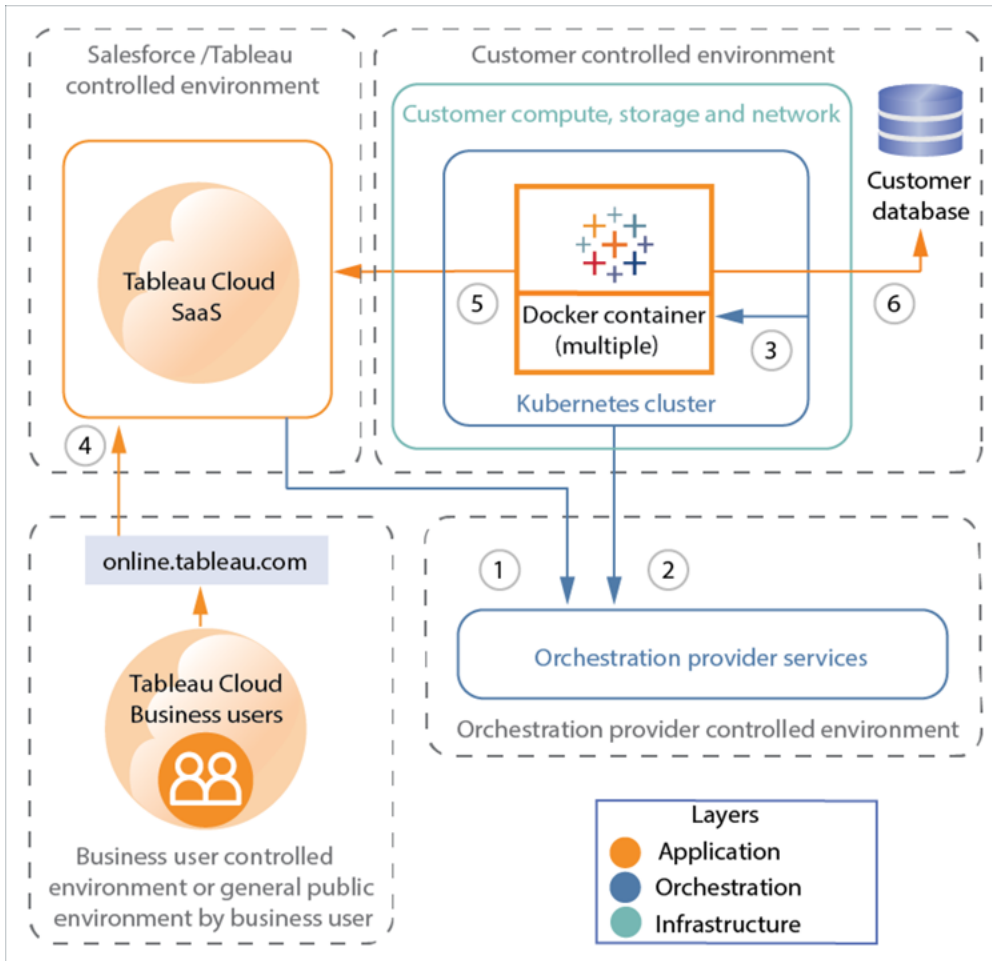 Salesforce /Tableau
controlled environment
Tableau Cloud
SaaS
Customer controlled environment
Customer compute, storage and network
Customer
database
Docker container
(multiple)
Kubernetes cluster
5
6
3
4
online.tableau.com
Tableau Cloud
Business users
Business user controlled
environment or general public
environment by business user
1
2
Orchestration provider services
Orchestration provider controlled environment
Layers
Application
Orchestration
Infrastructure